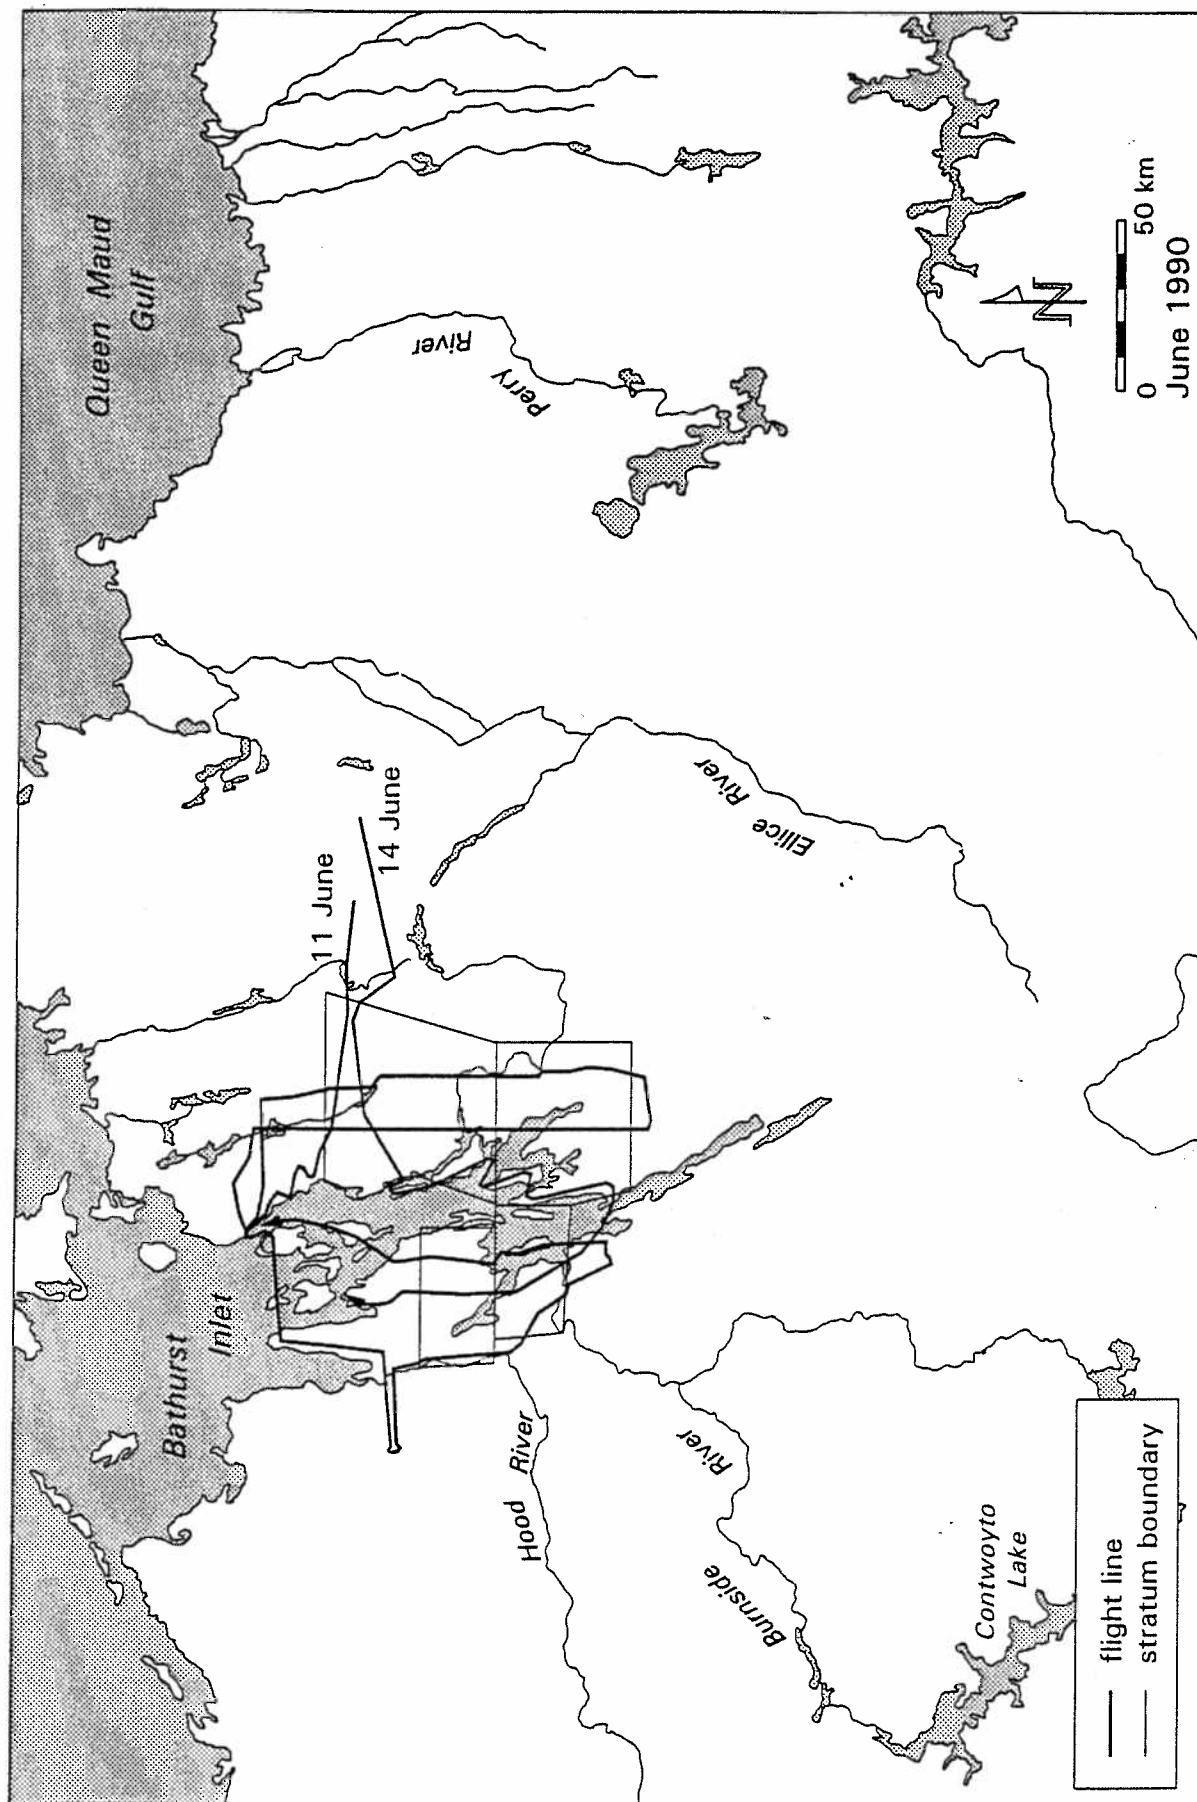 Queen Maud
Gulf
Bathurst
Inlet
11 June
14 June
Perry
River
Ellice River
Hood River
Burnside
River
Contwoyto
Lake
N
0 50 km
June 1990
flight line
stratum boundary